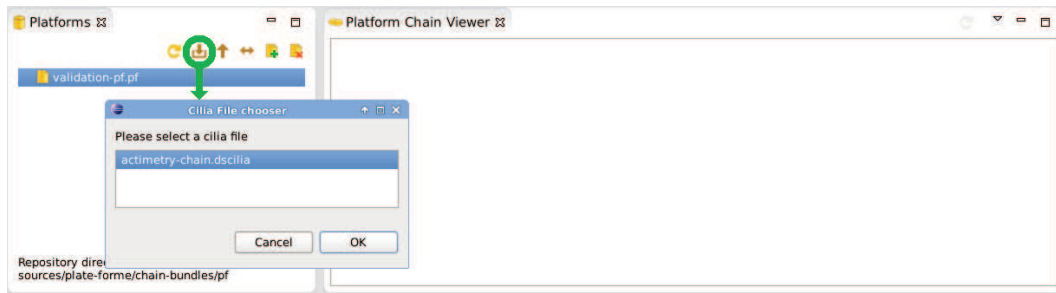 Platforms
Platform Chain Viewer
validation-pf.pf
Cilia File chooser
Please select a cilia file
actimetry-chain.dscilia
Cancel
OK
Repository dire
sources/plate-forme/chain-bundles/pf